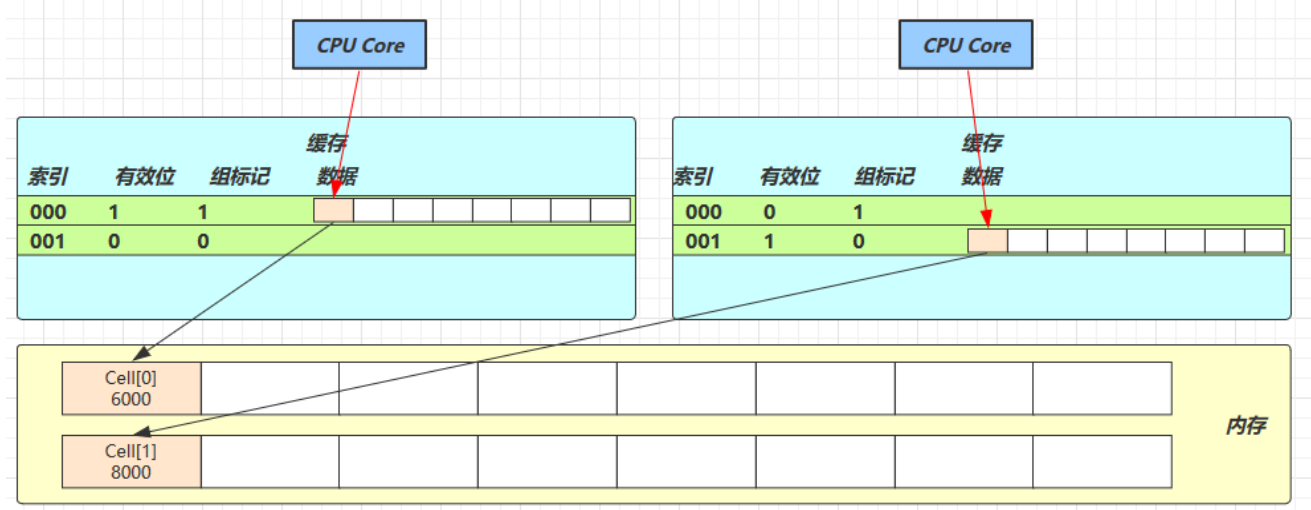 CPU Core
CPU Core
缓存
索引 有效位 组标记 数据
000 1 1
001 0 0
缓存
索引 有效位 组标记 数据
000 0 1
001 1 0
Cell[0]
6000
Cell[1]
8000
内存